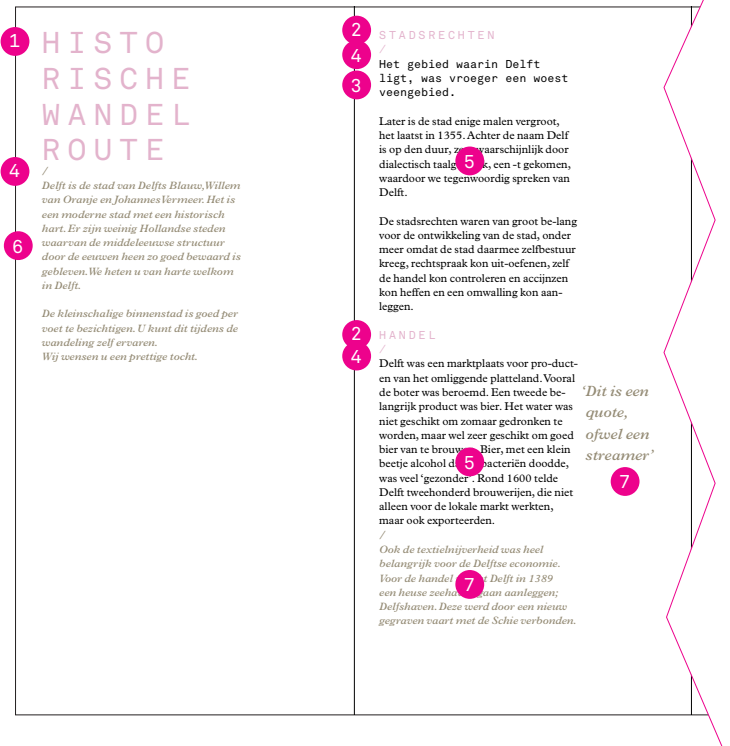 1
HISTO
RISCHE
WANDEL
ROUTE
4
/
Delft is de stad van Delfts Blauw, Willem
van Oranje en Johannes Vermeer. Het is
een moderne stad met een historisch
hart. Er zijn weinig Hollandse steden
6
waarvan de middeleeuwse structuur
door de eeuwen heen zo goed bewaard is
gebleven. We heten u van harte welkom
in Delft.
De kleinschalige binnenstad is goed per
voet te bezichtigen. U kunt dit tijdens de
wandeling zelf ervaren.
Wij wensen u een prettige tocht.
2
STADSRECHTEN
4
/
3
Het gebied waarin Delft
ligt, was vroeger een woest
veengebied.
Later is de stad enige malen vergroot,
het laatst in 1355. Achter de naam Delf
is op den duur, waarschijnlijk door
5
dialectisch een -t gekomen,
waardoor we tegenwoordig spreken van
Delft.
De stadsrechten waren van groot be-lang
voor de ontwikkeling van de stad, onder
meer omdat de stad daarmee zelfbestuur
kreeg, rechtspraak kon uit-oefenen, zelf
de handel kon controleren en accijnzen
kon heffen en een omwalling kon aan-
leggen.
2
HANDEL
4
/
Delft was een marktplaats voor pro-duct-
en van het omliggende platteland. Vooral
de boter was beroemd. Een tweede be-
langrijk product was bier. Het water was
niet geschikt om zomaar gedronken te
worden, maar wel zeer geschikt om goed
bier van te Bier, met een klein
5
beetje alcohol bacteriën doodde,
was veel ‘gezonder’. Rond 1600 telde
Delft tweehonderd brouwerijen, die niet
alleen voor de lokale markt werkten,
maar ook exporteerden.
/
Ook de textielnijverheid was heel
belangrijk voor de Delftse economie.
Voor de handel Delft in 1389
7
een heuse gaan aanleggen;
Delfshaven. Deze werd door een nieuw
gegraven vaart met de Schie verbonden.
‘Dit is een
quote,
ofwel een
streamer’
7